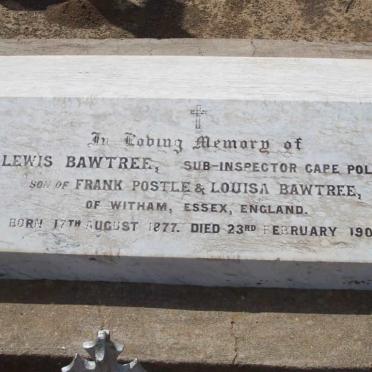 In Loving Memory of
LEWIS BAWTREE, SUB-INSPECTOR CAPE POL
SON OF FRANK POSTLE & LOUISA BAWTREE,
OF WITHAM, ESSEX, ENGLAND.
BORN 17TH AUGUST 1877. DIED 23RD FEBRUARY 190